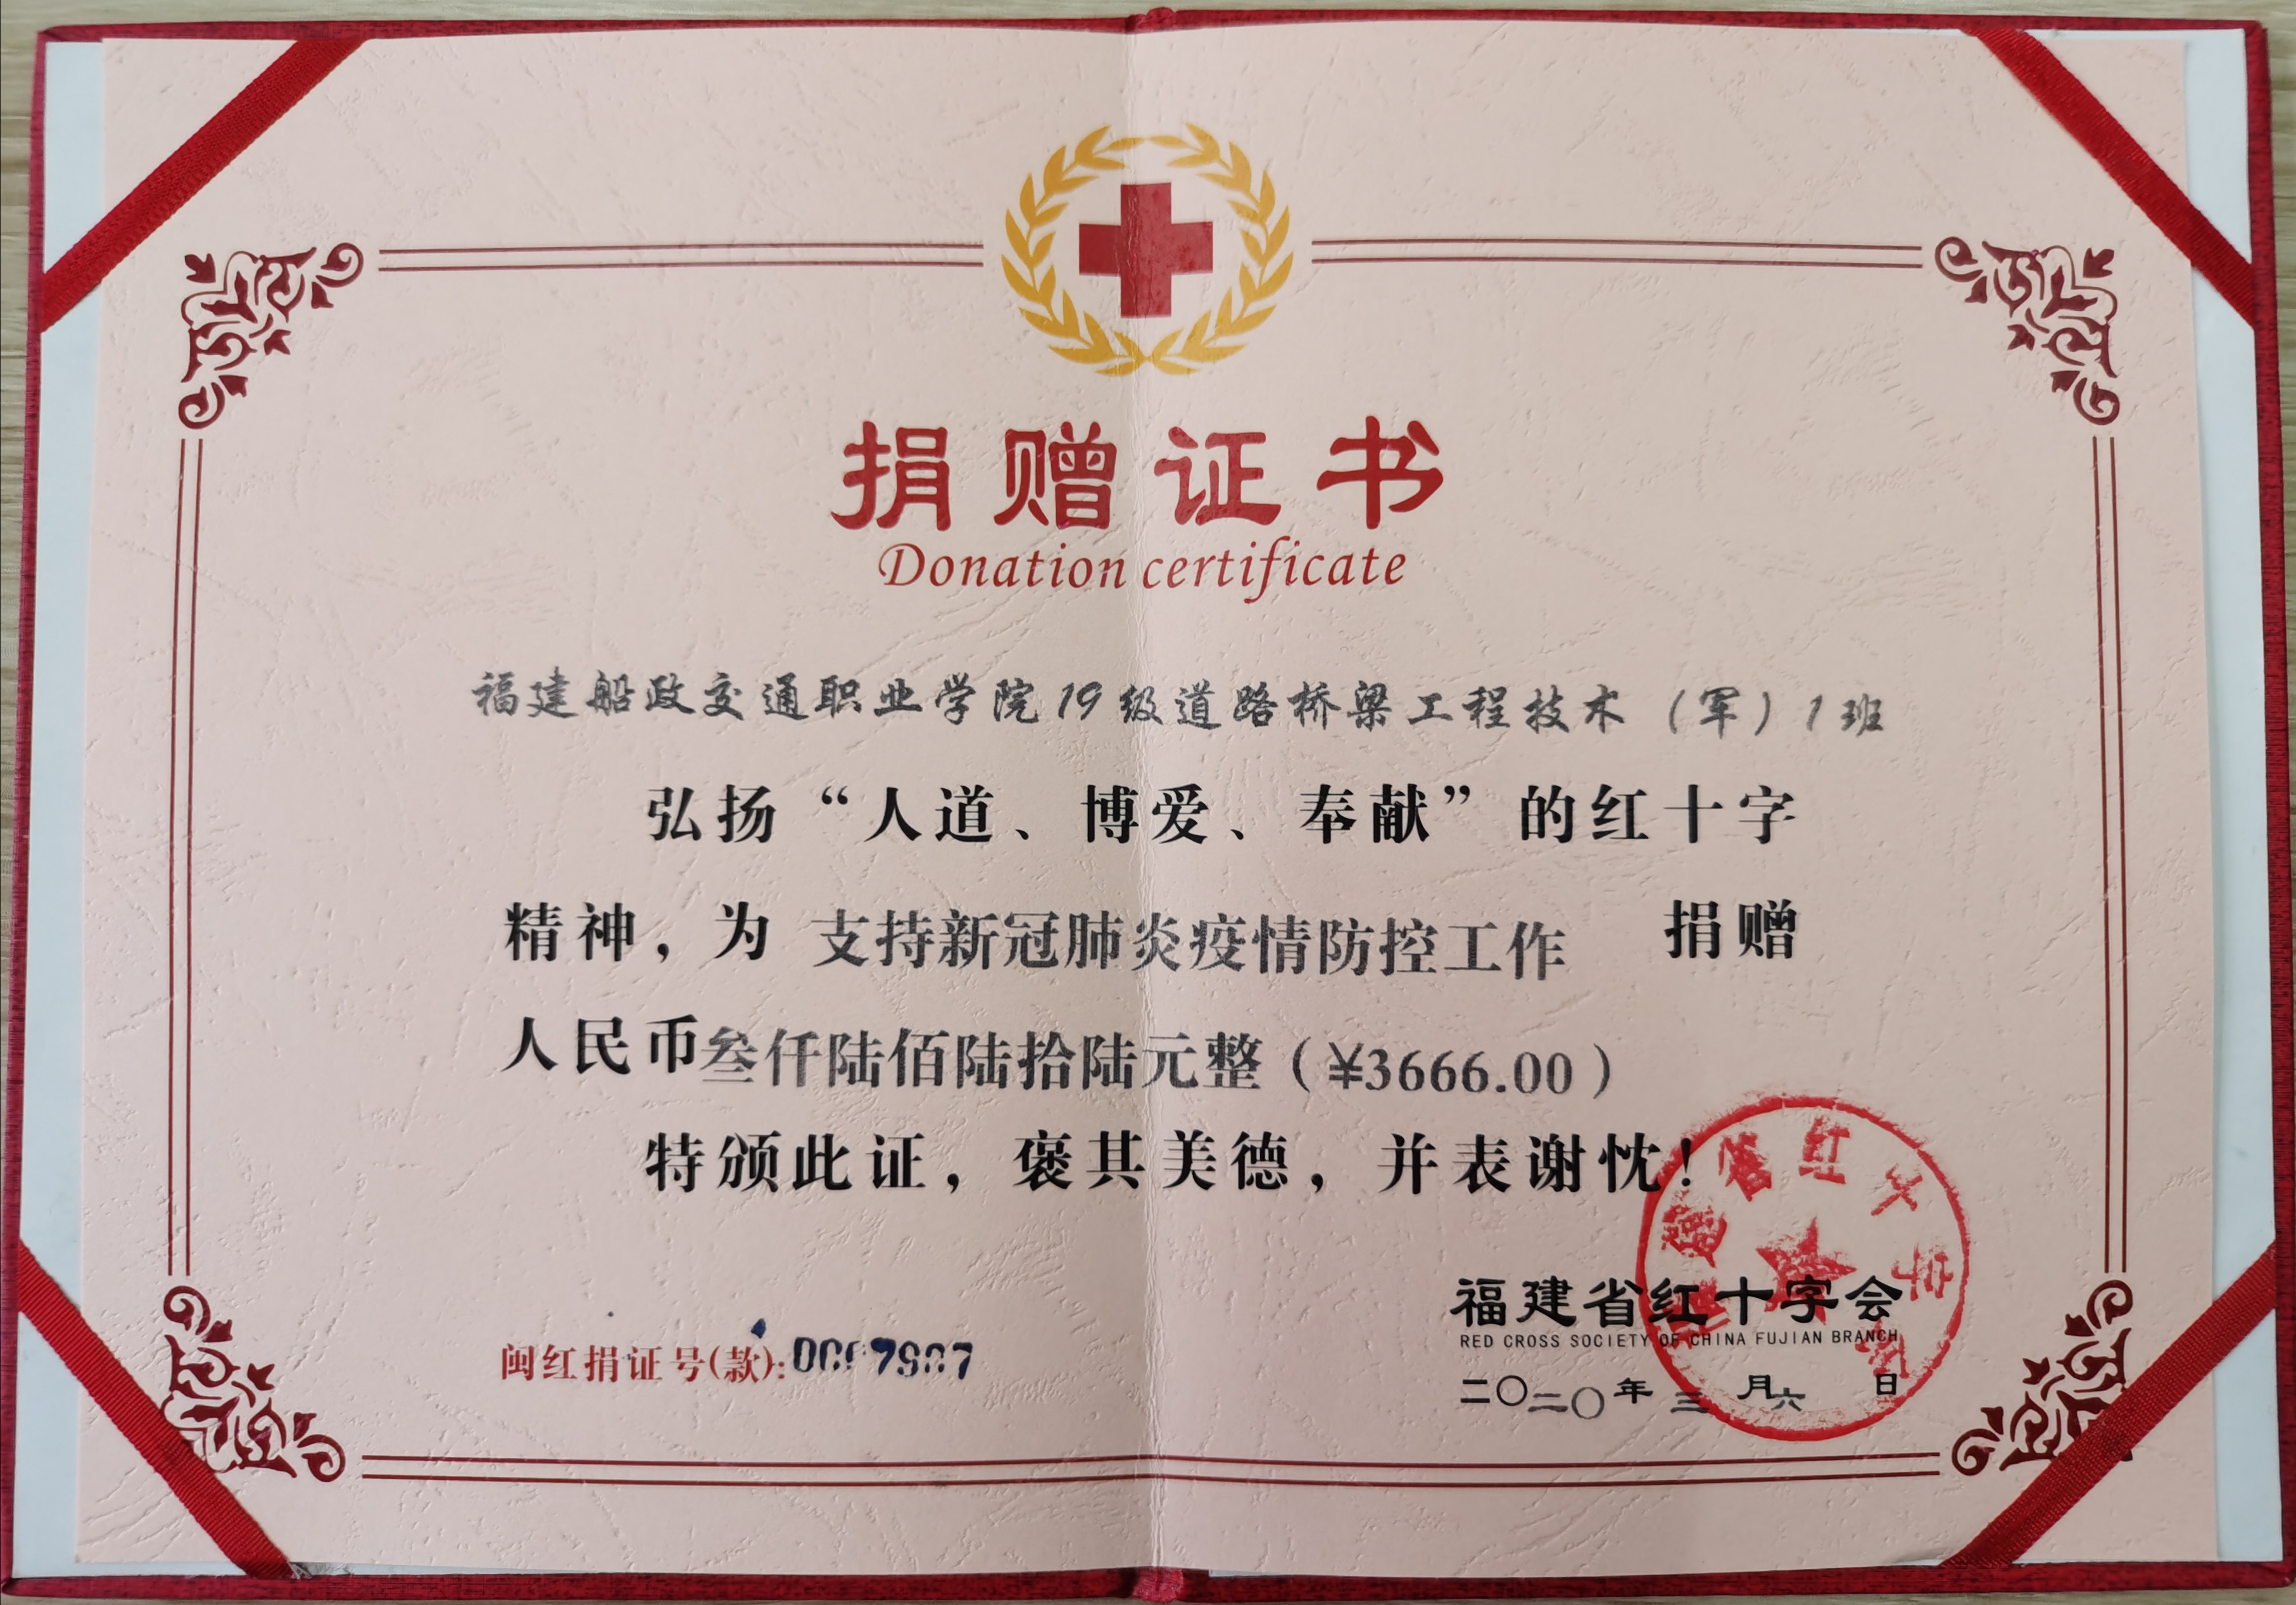 捐赠证书
Donation certificate
福建船政交通职业学院19级道路桥梁工程技术（军）1班
弘扬“人道、博爱、奉献”的红十字
精神，为 支持新冠肺炎疫情防控工作 捐赠
人民币叁仟陆佰陆拾陆元整（¥3666.00）
特颁此证，褒其美德，并表谢忱！
福建省红十字会
RED CROSS SOCIETY OF CHINA FUJIAN BRANCH
闽红捐证号(款):
二〇二〇年三月六日